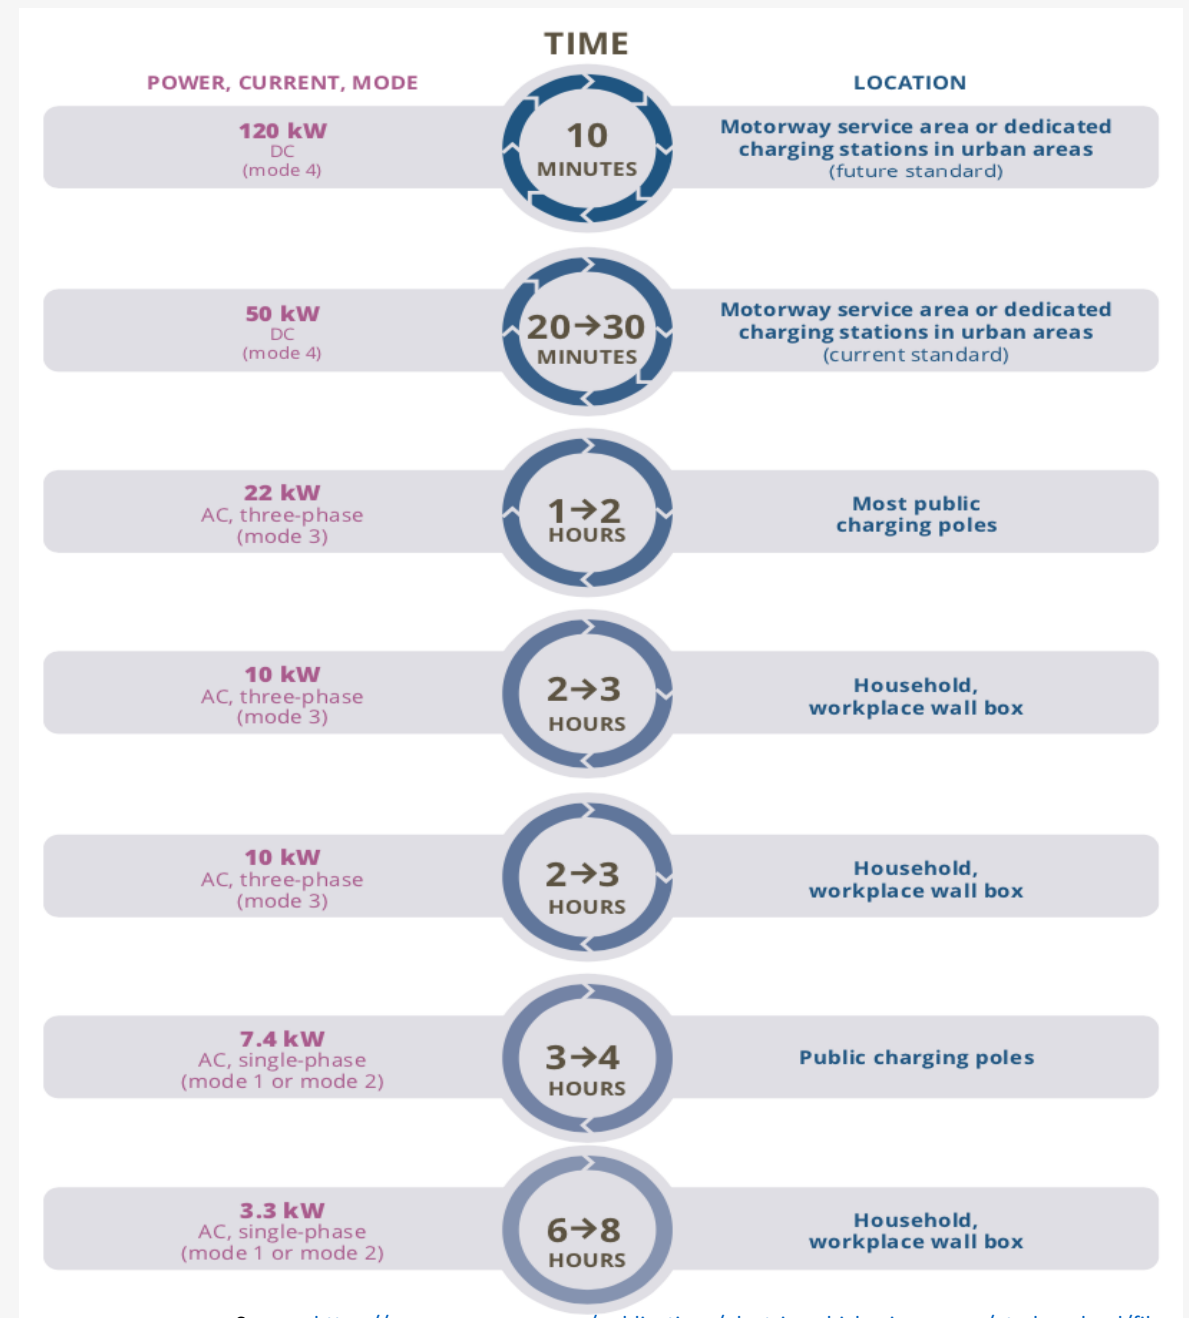 TIME
POWER, CURRENT, MODE
LOCATION
120 kW
DC
(mode 4)
10
MINUTES
Motorway service area or dedicated
charging stations in urban areas
(future standard)
50 kW
DC
(mode 4)
20→30
MINUTES
Motorway service area or dedicated
charging stations in urban areas
(current standard)
22 kW
AC, three-phase
(mode 3)
1→2
HOURS
Most public
charging poles
10 kW
AC, three-phase
(mode 3)
2→3
HOURS
Household,
workplace wall box
10 kW
AC, three-phase
(mode 3)
2→3
HOURS
Household,
workplace wall box
7.4 kW
AC, single-phase
(mode 1 or mode 2)
3→4
HOURS
Public charging poles
3.3 kW
AC, single-phase
(mode 1 or mode 2)
6→8
HOURS
Household,
workplace wall box